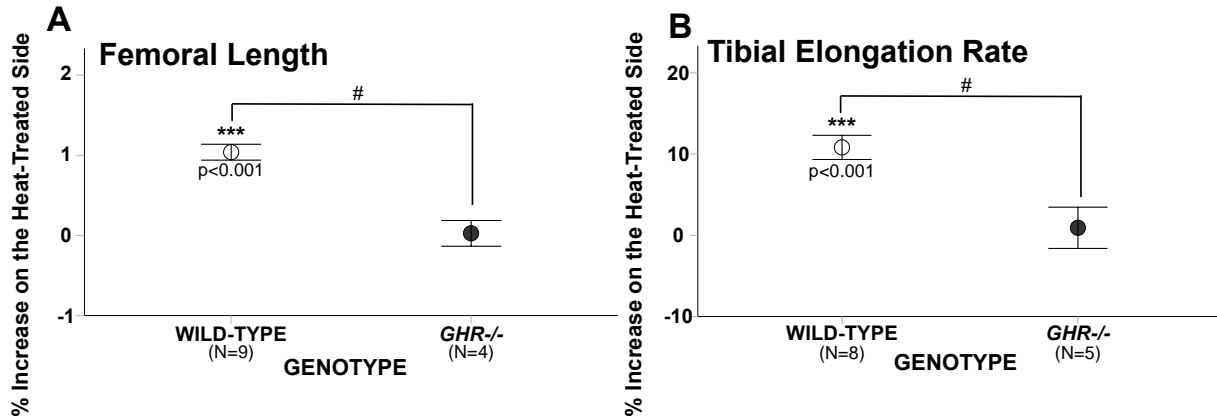 A
Femoral Length
% Increase on the Heat-Treated Side
2
1
0
-1
#
***
p<0.001
WILD-TYPE
(N=9)
GHR-/-
(N=4)
GENOTYPE
B
Tibial Elongation Rate
% Increase on the Heat-Treated Side
20
10
0
-10
#
***
p<0.001
WILD-TYPE
(N=8)
GHR-/-
(N=5)
GENOTYPE